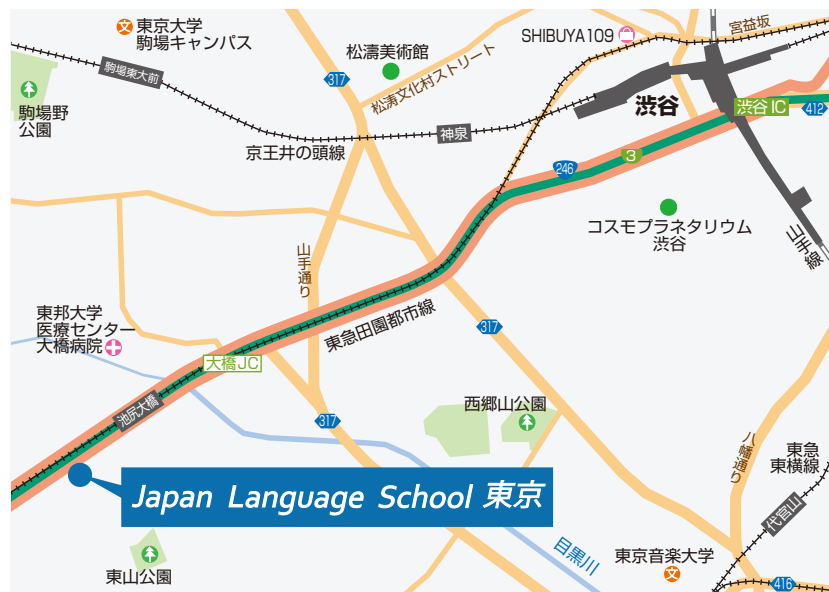 東京大学
駒場キャンパス
松濤美術館
SHIBUYA109
宮益坂
317
駒場東大前
松濤文化村ストリート
駒場野
公園
渋谷
渋谷IC
412
神泉
京王井の頭線
3
246
コスモプラネタリウム
渋谷
山手線
山手通り
東邦大学
医療センター
大橋病院
東急田園都市線
317
大橋JC
池尻大橋
西郷山公園
317
八幡通り
東急
東横線
Japan Language School 東京
代官山
目黒川
東京音楽大学
東山公園
416